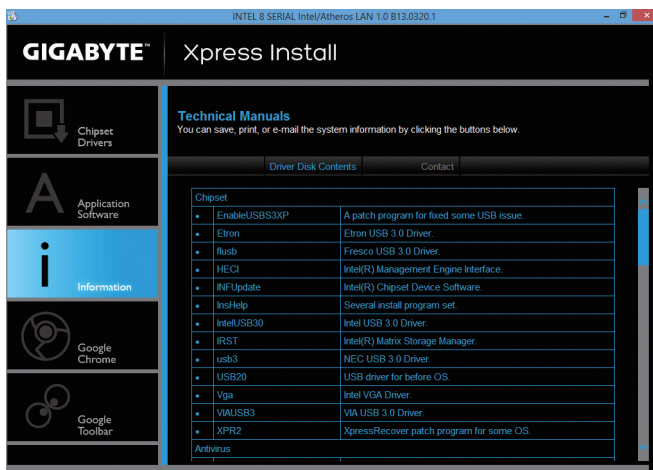 INTEL 8 SERIAL Intel/Atheros LAN 1.0 B13.0320.1
GIGABYTE™ Xpress Install
Chipset
Drivers
Application
Software
Information
Google
Chrome
Google
Toolbar
Technical Manuals
You can save, print, or e-mail the system information by clicking the buttons below.
Driver Disk Contents Contact
Chipset
• EnableUSBS3XP A patch program for fixed some USB issue.
• Etron Etron USB 3.0 Driver.
• flusb Fresco USB 3.0 Driver.
• HECI Intel(R) Management Engine Interface.
• INFUpdate Intel(R) Chipset Device Software.
• InsHelp Several install program set.
• IntelUSB30 Intel USB 3.0 Driver.
• IRST Intel(R) Matrix Storage Manager.
• usb3 NEC USB 3.0 Driver.
• USB20 USB driver for before OS.
• Vga Intel VGA Driver.
• VIAUSB3 VIA USB 3.0 Driver.
• XPR2 XpressRecover patch program for some OS.
Antivirus